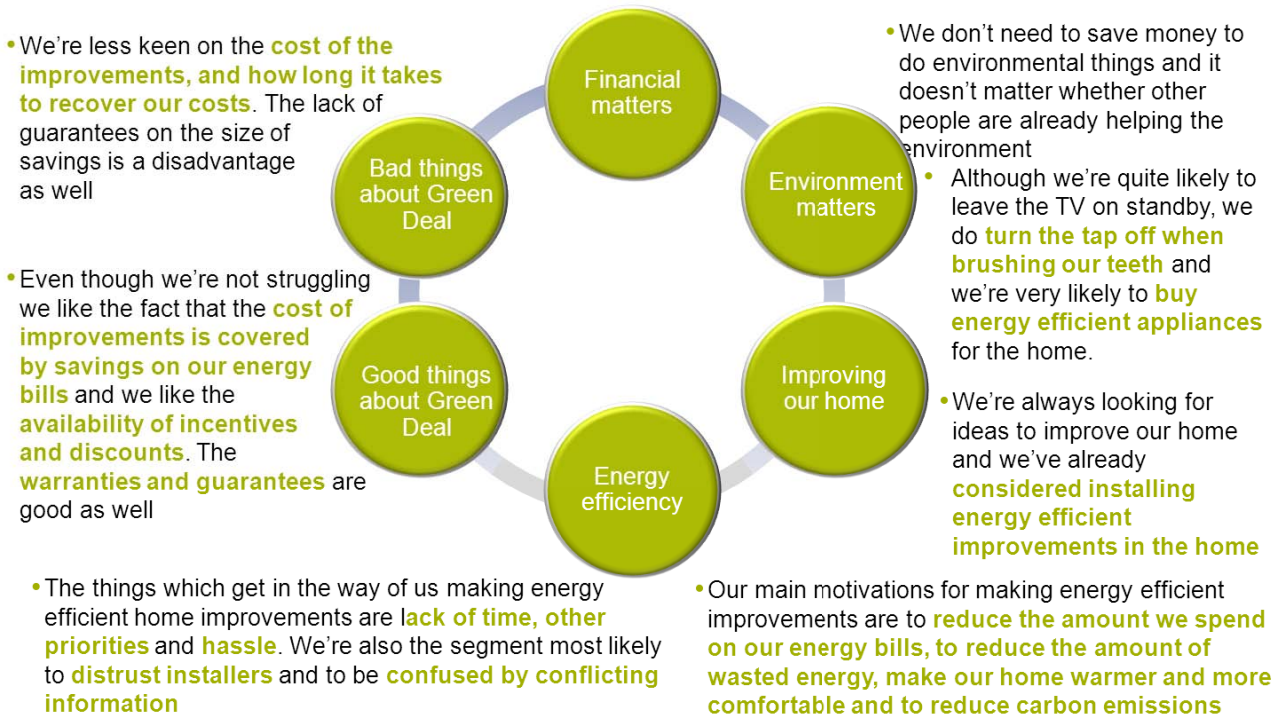 • We’re less keen on the cost of the
improvements, and how long it takes
to recover our costs. The lack of
guarantees on the size of
savings is a disadvantage
as well
• Even though we’re not struggling
we like the fact that the cost of
improvements is covered
by savings on our energy
bills and we like the
availability of incentives
and discounts. The
warranties and guarantees are
good as well
• The things which get in the way of us making energy
efficient home improvements are lack of time, other
priorities and hassle. We’re also the segment most likely
to distrust installers and to be confused by conflicting
information
Financial
matters
Environment
matters
Improving
our home
Energy
efficiency
Good things
about Green
Deal
Bad things
about Green
Deal
• We don’t need to save money to
do environmental things and it
doesn’t matter whether other
people are already helping the
environment
• Although we’re quite likely to
leave the TV on standby, we
do turn the tap off when
brushing our teeth and
we’re very likely to buy
energy efficient appliances
for the home.
• We’re always looking for
ideas to improve our home
and we’ve already
considered installing
energy efficient
improvements in the home
• Our main motivations for making energy efficient
improvements are to reduce the amount we spend
on our energy bills, to reduce the amount of
wasted energy, make our home warmer and more
comfortable and to reduce carbon emissions